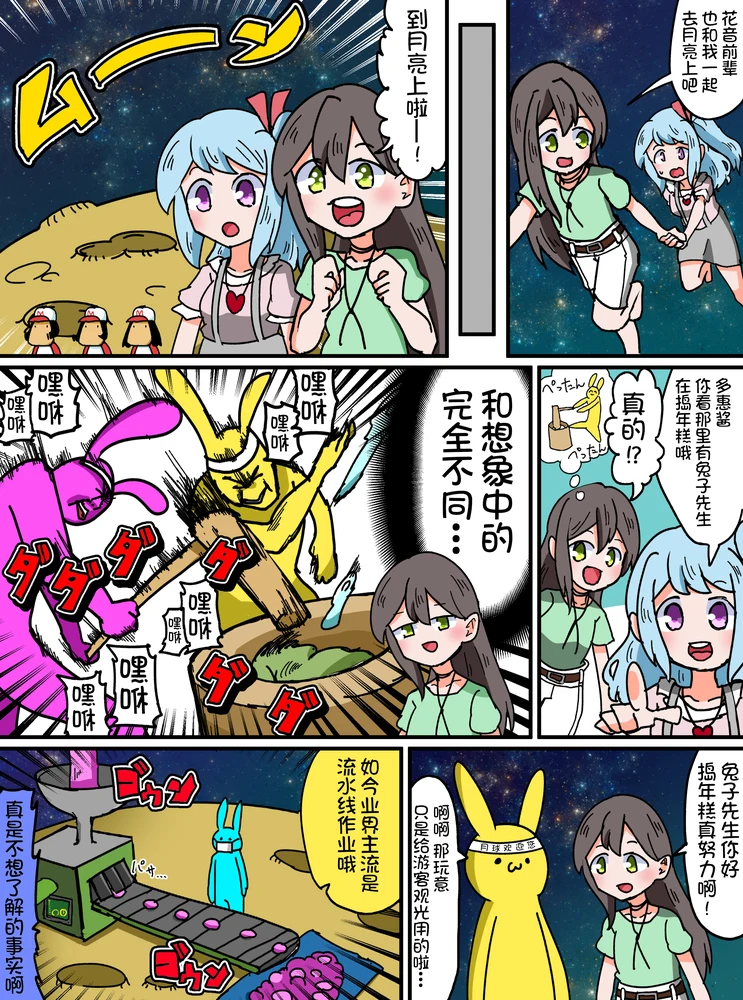 花音前辈
也和我一起
去月亮上吧
到月亮上啦ー！
ムーーン
多惠酱
你看那里有兔子先生
在捣年糕哦
真的!?
ぺったん
ぺったん
和想象中的
完全不同…
嘿咻
嘿咻
嘿咻
嘿咻
嘿咻
嘿咻
嘿咻
嘿咻
嘿咻
ダダダ
ダ
ダダ
ダダ
兔子先生你好
捣年糕真努力啊！
月球欢迎您
啊啊 那玩意
只是给游客观光用的啦…
如今业界主流是
流水线作业哦
ゴウン
パサ…
ゴウン
真是不想了解的事实啊